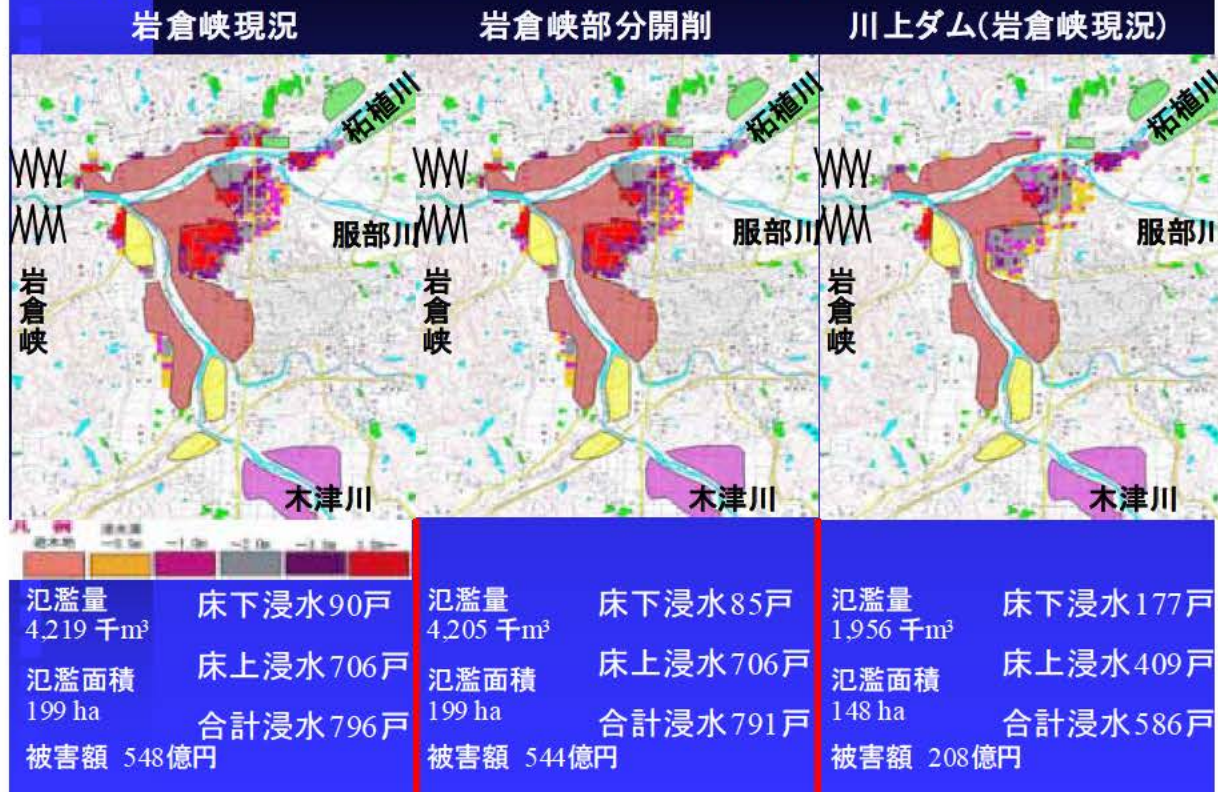 岩倉峡現況
岩倉峡部分開削
川上ダム(岩倉峡現況)
柘植川
服部川
岩倉峡
木津川
柘植川
服部川
岩倉峡
木津川
柘植川
服部川
岩倉峡
木津川
凡 例
氾濫量
4,219 千m³
氾濫面積
199 ha
床下浸水90戸
床上浸水706戸
合計浸水796戸
被害額 548億円
氾濫量
4,205 千m³
氾濫面積
199 ha
床下浸水85戸
床上浸水706戸
合計浸水791戸
被害額 544億円
氾濫量
1,956 千m³
氾濫面積
148 ha
床下浸水177戸
床上浸水409戸
合計浸水586戸
被害額 208億円